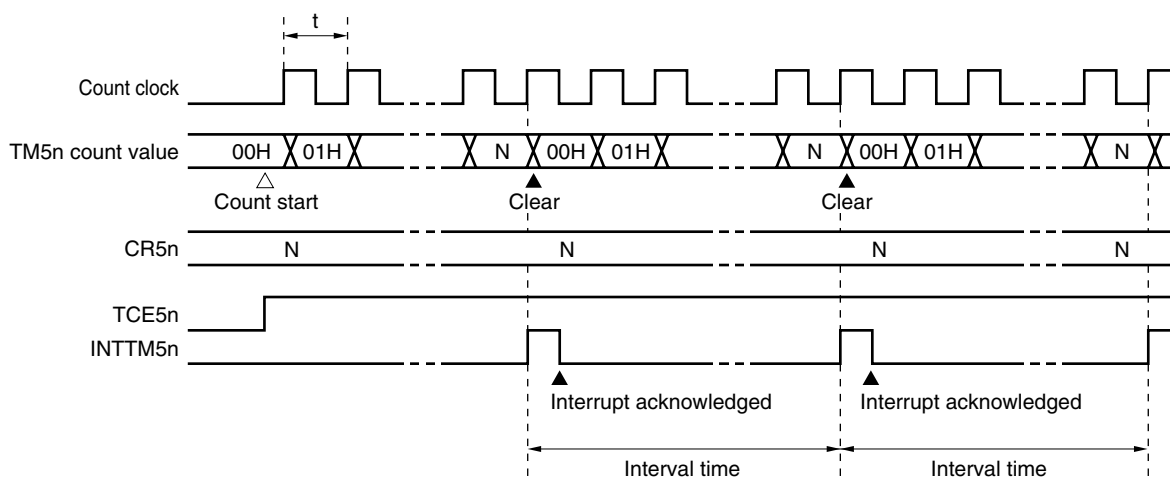 t
Count clock
TM5n count value 00H 01H N 00H 01H N 00H 01H N
Count start Clear Clear
CR5n N N N N
TCE5n
INTTM5n
Interrupt acknowledged Interrupt acknowledged
Interval time Interval time